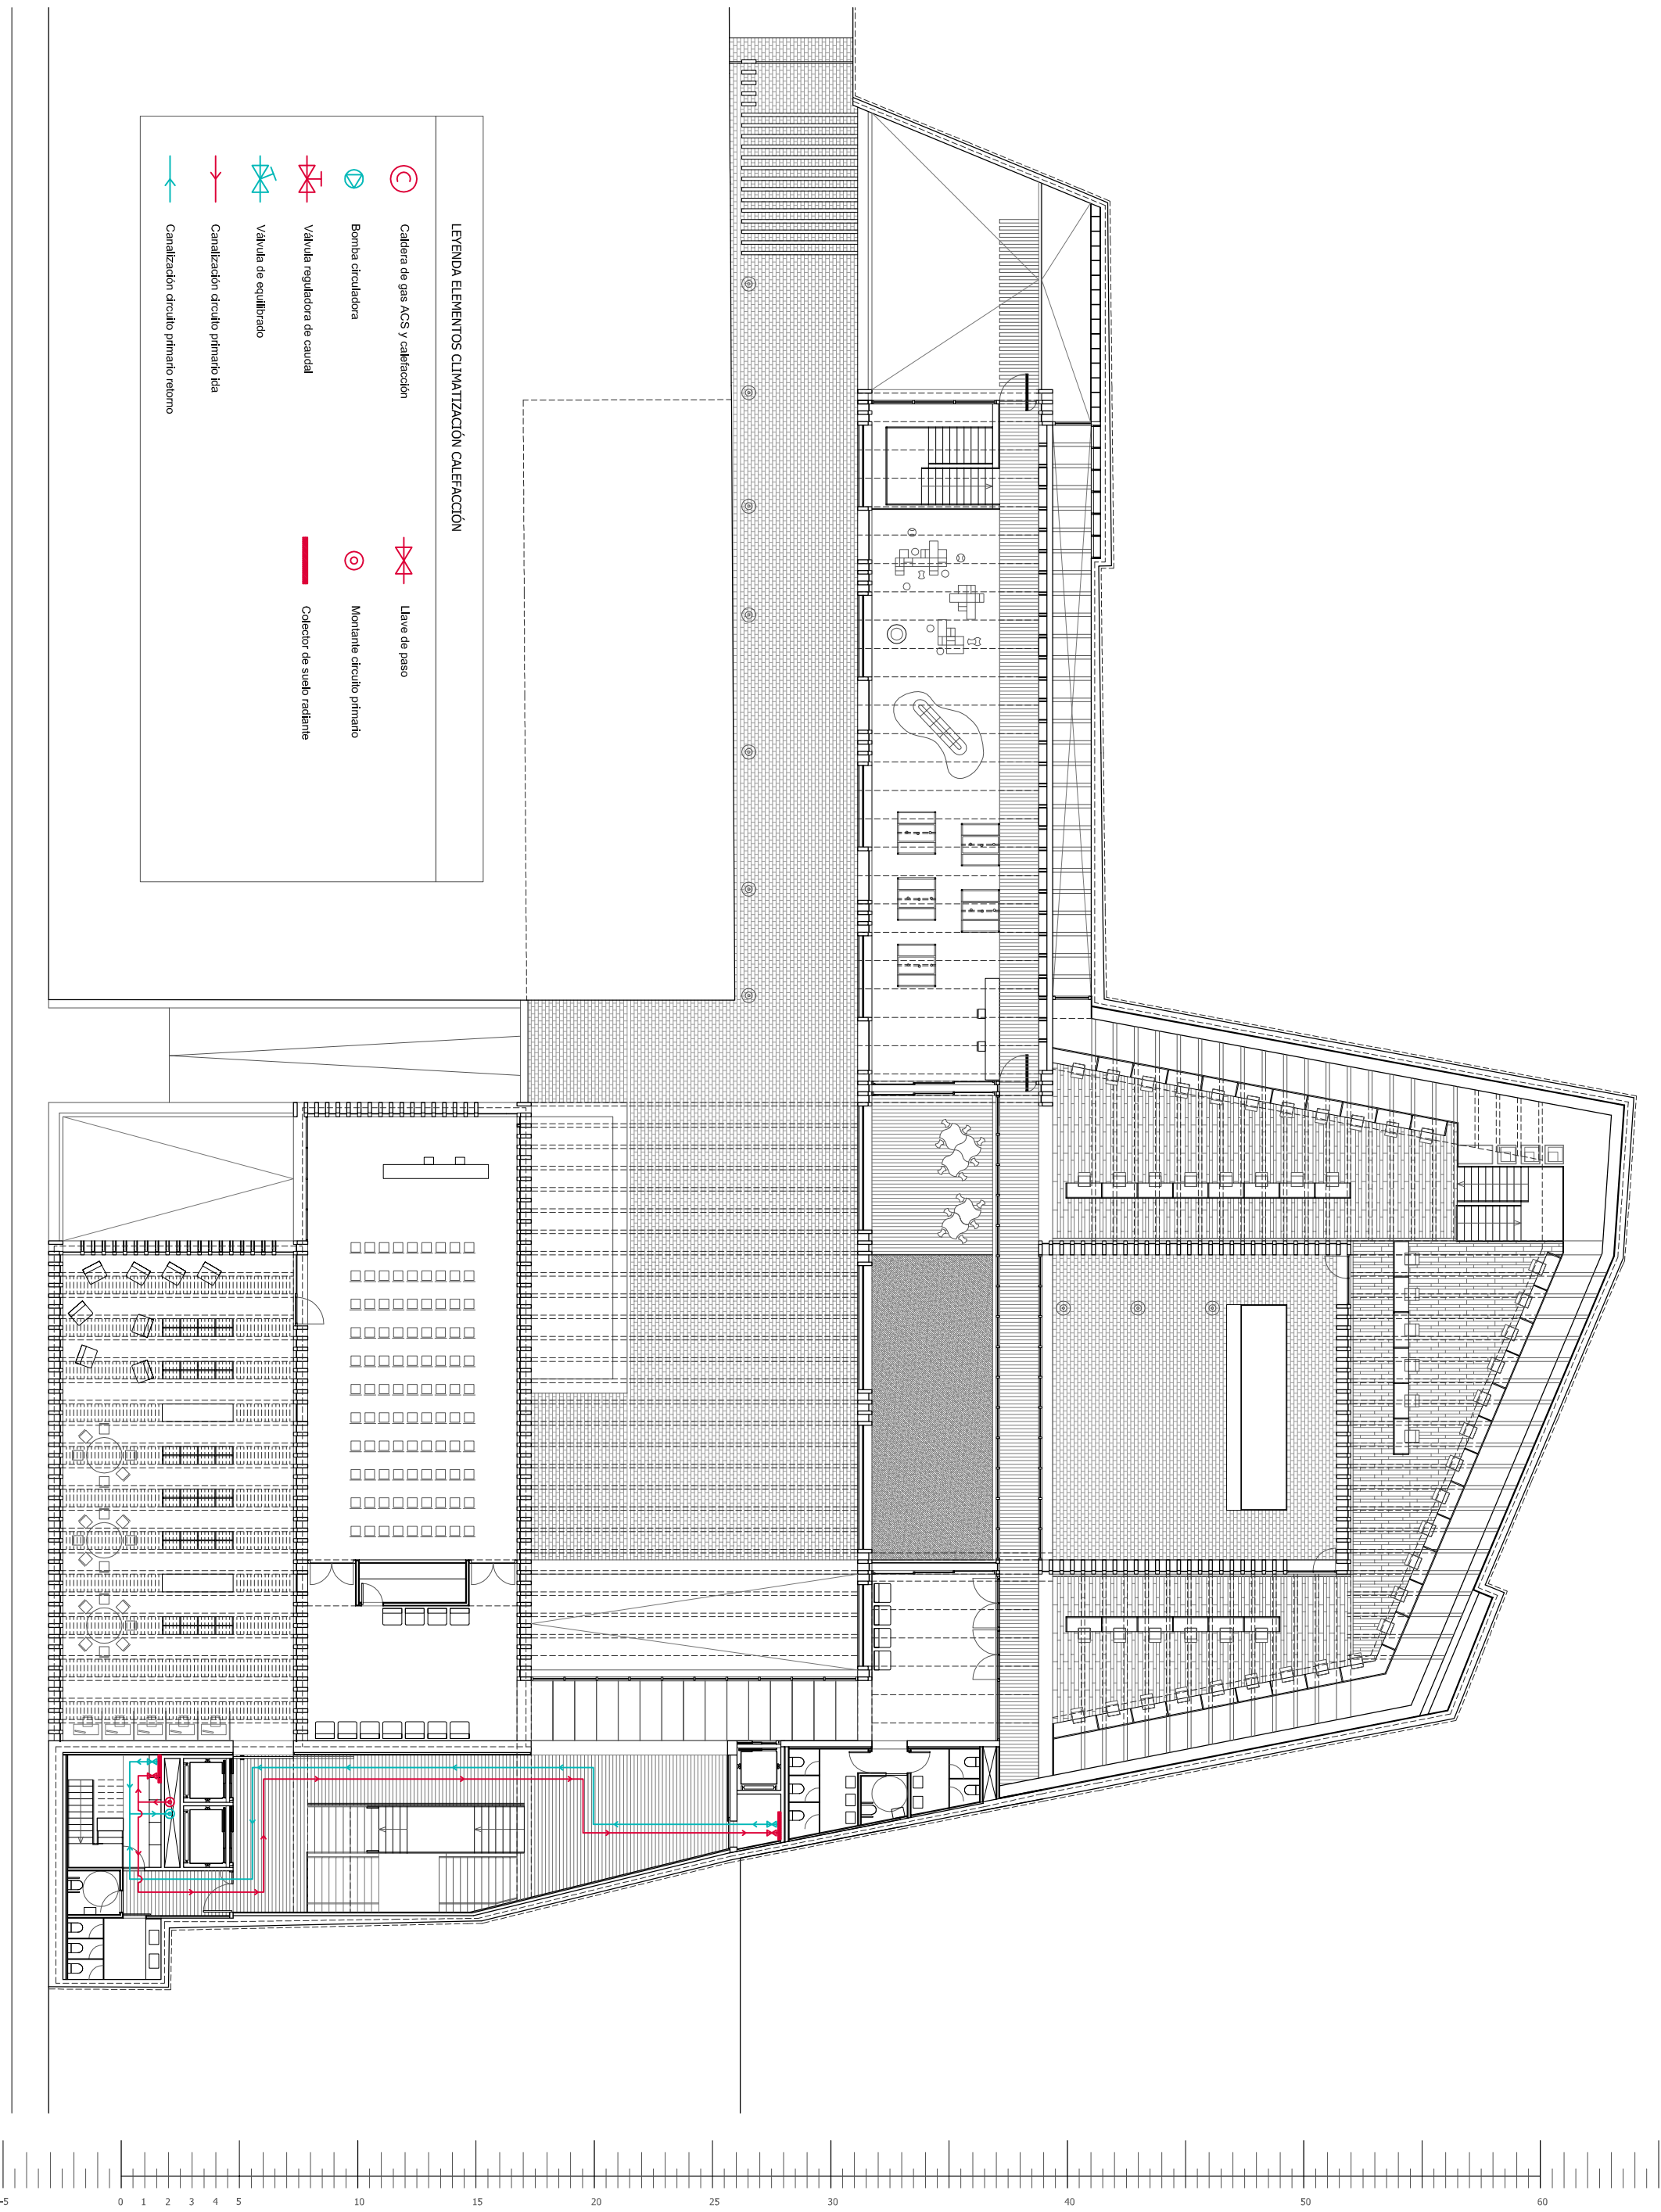 LEYENDA ELEMENTOS CLIMATIZACIÓN CALEFACCIÓN
Caldera de gas ACS y calefacción
Bomba circuladora
Válvula reguladora de caudal
Válvula de equilibrado
Canalización circuito primario ida
Canalización circuito primario retorno
Llave de paso
Montante circuito primario
Colector de suelo radiante
-5 0 1 2 3 4 5 10 15 20 25 30 40 50 60